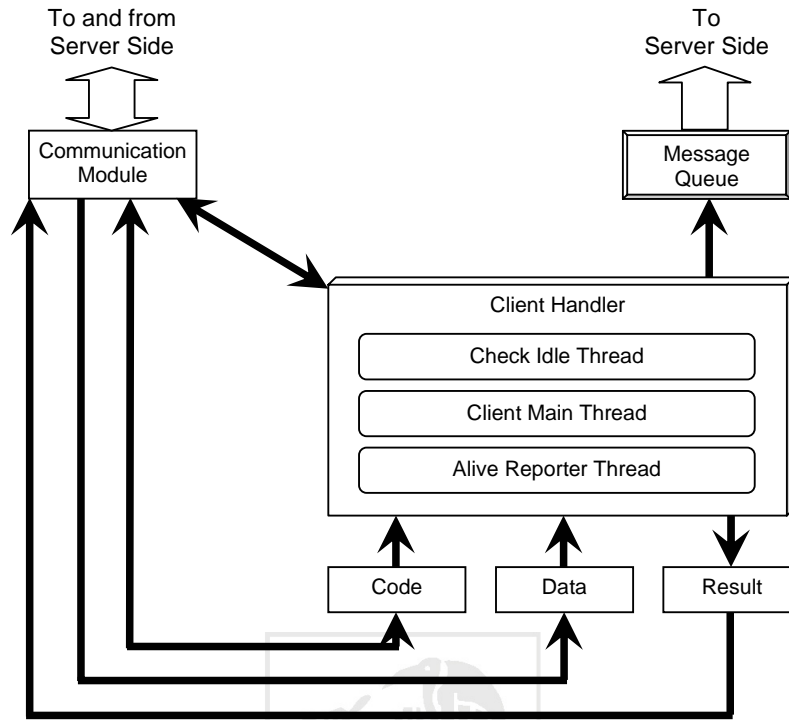 To and from
Server Side
To
Server Side
Communication
Module
Message
Queue
Client Handler
Check Idle Thread
Client Main Thread
Alive Reporter Thread
Code
Data
Result